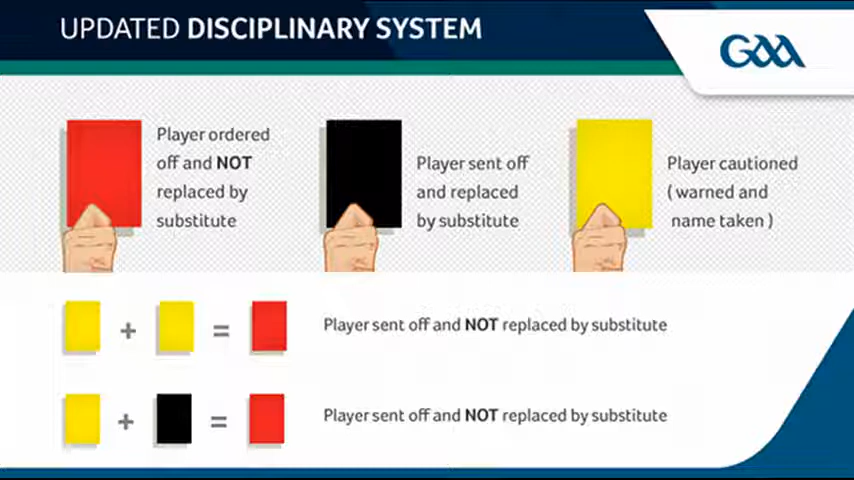 UPDATED DISCIPLINARY SYSTEM
GAA
Player ordered
off and NOT
replaced by
substitute
Player sent off
and replaced
by substitute
Player cautioned
( warned and
name taken )
+ = Player sent off and NOT replaced by substitute
+ = Player sent off and NOT replaced by substitute